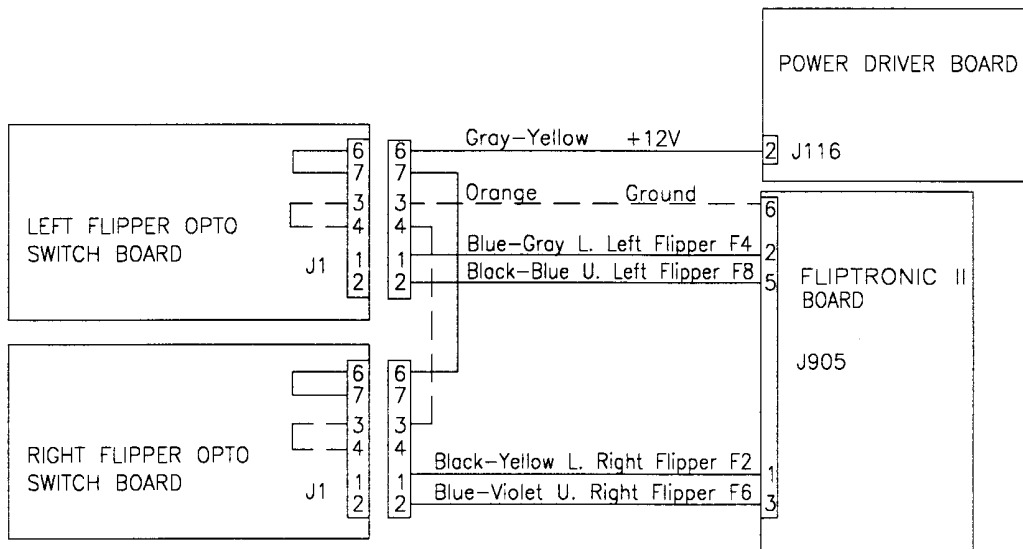 POWER DRIVER BOARD
2 J116
Gray-Yellow +12V
6 6
7 7
Orange Ground
3 3 6
4 4
LEFT FLIPPER OPTO
SWITCH BOARD
J1
Blue-Gray L. Left Flipper F4
1 1 2
Black-Blue U. Left Flipper F8
2 2 5
FLIPTRONIC II
BOARD
J905
6 6
7 7
3 3
4 4
RIGHT FLIPPER OPTO
SWITCH BOARD
J1
Black-Yellow L. Right Flipper F2
1 1 1
Blue-Violet U. Right Flipper F6
2 2 3